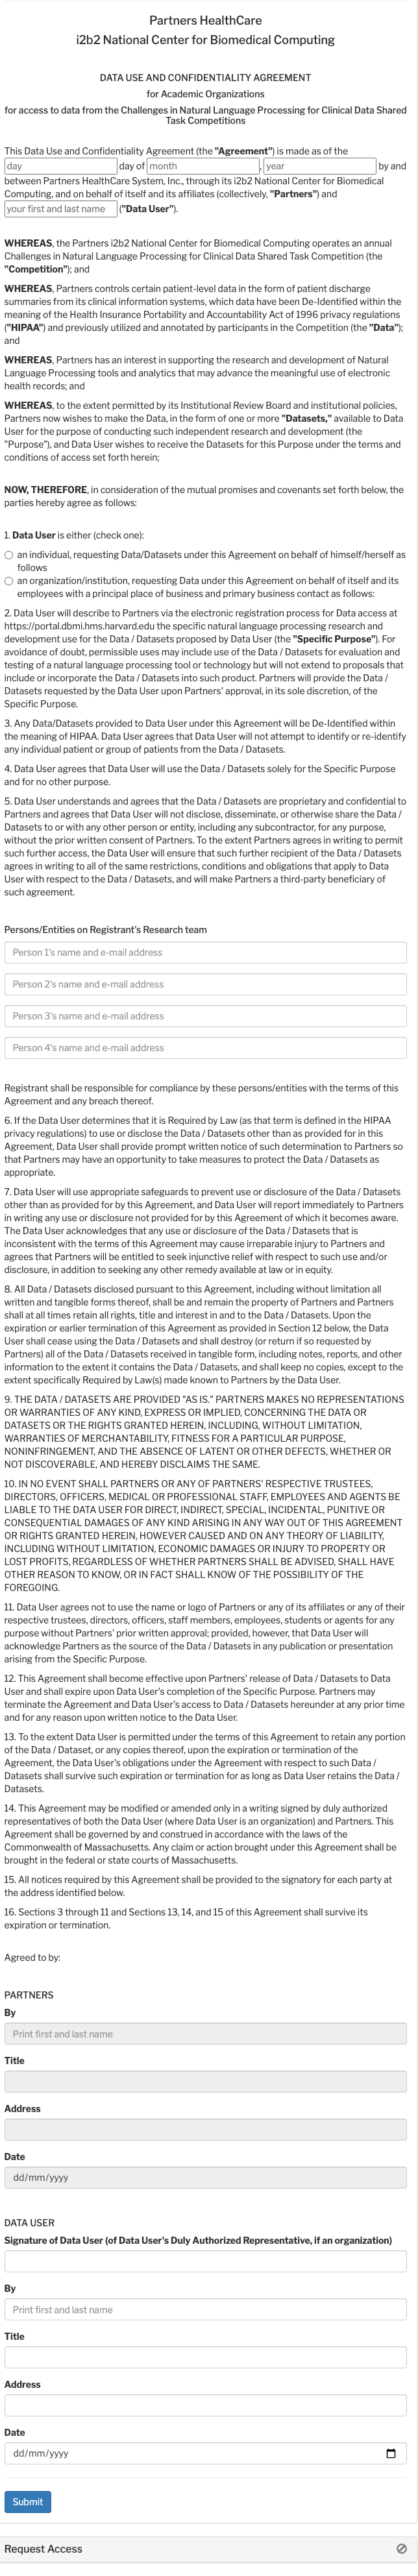 Partners HealthCare
i2b2 National Center for Biomedical Computing
DATA USE AND CONFIDENTIALITY AGREEMENT
for Academic Organizations
for access to data from the Challenges in Natural Language Processing for Clinical Data Shared
Task Competitions
This Data Use and Confidentiality Agreement (the "Agreement") is made as of the
day day of month , year by and
between Partners HealthCare System, Inc., through its i2b2 National Center for Biomedical
Computing, and on behalf of itself and its affiliates (collectively, "Partners") and
your first and last name ("Data User").
WHEREAS, the Partners i2b2 National Center for Biomedical Computing operates an annual
Challenges in Natural Language Processing for Clinical Data Shared Task Competition (the
"Competition"); and
WHEREAS, Partners controls certain patient-level data in the form of patient discharge
summaries from its clinical information systems, which data have been De-Identified within the
meaning of the Health Insurance Portability and Accountability Act of 1996 privacy regulations
("HIPAA") and previously utilized and annotated by participants in the Competition (the "Data");
and
WHEREAS, Partners has an interest in supporting the research and development of Natural
Language Processing tools and analytics that may advance the meaningful use of electronic
health records; and
WHEREAS, to the extent permitted by its Institutional Review Board and institutional policies,
Partners now wishes to make the Data, in the form of one or more "Datasets," available to Data
User for the purpose of conducting such independent research and development (the
"Purpose"), and Data User wishes to receive the Datasets for this Purpose under the terms and
conditions of access set forth herein;
NOW, THEREFORE, in consideration of the mutual promises and covenants set forth below, the
parties hereby agree as follows:
1. Data User is either (check one):
an individual, requesting Data/Datasets under this Agreement on behalf of himself/herself as
follows
an organization/institution, requesting Data under this Agreement on behalf of itself and its
employees with a principal place of business and primary business contact as follows:
2. Data User will describe to Partners via the electronic registration process for Data access at
https://portal.dbmi.hms.harvard.edu the specific natural language processing research and
development use for the Data / Datasets proposed by Data User (the "Specific Purpose"). For
avoidance of doubt, permissible uses may include use of the Data / Datasets for evaluation and
testing of a natural language processing tool or technology but will not extend to proposals that
include or incorporate the Data / Datasets into such product. Partners will provide the Data /
Datasets requested by the Data User upon Partners' approval, in its sole discretion, of the
Specific Purpose.
3. Any Data/Datasets provided to Data User under this Agreement will be De-Identified within
the meaning of HIPAA. Data User agrees that Data User will not attempt to identify or re-identify
any individual patient or group of patients from the Data / Datasets.
4. Data User agrees that Data User will use the Data / Datasets solely for the Specific Purpose
and for no other purpose.
5. Data User understands and agrees that the Data / Datasets are proprietary and confidential to
Partners and agrees that Data User will not disclose, disseminate, or otherwise share the Data /
Datasets to or with any other person or entity, including any subcontractor, for any purpose,
without the prior written consent of Partners. To the extent Partners agrees in writing to permit
such further access, the Data User will ensure that such further recipient of the Data / Datasets
agrees in writing to all of the same restrictions, conditions and obligations that apply to Data
User with respect to the Data / Datasets, and will make Partners a third-party beneficiary of
such agreement.
Persons/Entities on Registrant's Research team
Person 1's name and e-mail address
Person 2's name and e-mail address
Person 3's name and e-mail address
Person 4's name and e-mail address
Registrant shall be responsible for compliance by these persons/entities with the terms of this
Agreement and any breach thereof.
6. If the Data User determines that it is Required by Law (as that term is defined in the HIPAA
privacy regulations) to use or disclose the Data / Datasets other than as provided for in this
Agreement, Data User shall provide prompt written notice of such determination to Partners so
that Partners may have an opportunity to take measures to protect the Data / Datasets as
appropriate.
7. Data User will use appropriate safeguards to prevent use or disclosure of the Data / Datasets
other than as provided for by this Agreement, and Data User will report immediately to Partners
in writing any use or disclosure not provided for by this Agreement of which it becomes aware.
The Data User acknowledges that any use or disclosure of the Data / Datasets that is
inconsistent with the terms of this Agreement may cause irreparable injury to Partners and
agrees that Partners will be entitled to seek injunctive relief with respect to such use and/or
disclosure, in addition to seeking any other remedy available at law or in equity.
8. All Data / Datasets disclosed pursuant to this Agreement, including without limitation all
written and tangible forms thereof, shall be and remain the property of Partners and Partners
shall at all times retain all rights, title and interest in and to the Data / Datasets. Upon the
expiration or earlier termination of this Agreement as provided in Section 12 below, the Data
User shall cease using the Data / Datasets and shall destroy (or return if so requested by
Partners) all of the Data / Datasets received in tangible form, including notes, reports, and other
information to the extent it contains the Data / Datasets, and shall keep no copies, except to the
extent specifically Required by Law(s) made known to Partners by the Data User.
9. THE DATA / DATASETS ARE PROVIDED "AS IS." PARTNERS MAKES NO REPRESENTATIONS
OR WARRANTIES OF ANY KIND, EXPRESS OR IMPLIED, CONCERNING THE DATA OR
DATASETS OR THE RIGHTS GRANTED HEREIN, INCLUDING, WITHOUT LIMITATION,
WARRANTIES OF MERCHANTABILITY, FITNESS FOR A PARTICULAR PURPOSE,
NONINFRINGEMENT, AND THE ABSENCE OF LATENT OR OTHER DEFECTS, WHETHER OR
NOT DISCOVERABLE, AND HEREBY DISCLAIMS THE SAME.
10. IN NO EVENT SHALL PARTNERS OR ANY OF PARTNERS' RESPECTIVE TRUSTEES,
DIRECTORS, OFFICERS, MEDICAL OR PROFESSIONAL STAFF, EMPLOYEES AND AGENTS BE
LIABLE TO THE DATA USER FOR DIRECT, INDIRECT, SPECIAL, INCIDENTAL, PUNITIVE OR
CONSEQUENTIAL DAMAGES OF ANY KIND ARISING IN ANY WAY OUT OF THIS AGREEMENT
OR RIGHTS GRANTED HEREIN, HOWEVER CAUSED AND ON ANY THEORY OF LIABILITY,
INCLUDING WITHOUT LIMITATION, ECONOMIC DAMAGES OR INJURY TO PROPERTY OR
LOST PROFITS, REGARDLESS OF WHETHER PARTNERS SHALL BE ADVISED, SHALL HAVE
OTHER REASON TO KNOW, OR IN FACT SHALL KNOW OF THE POSSIBILITY OF THE
FOREGOING.
11. Data User agrees not to use the name or logo of Partners or any of its affiliates or any of their
respective trustees, directors, officers, staff members, employees, students or agents for any
purpose without Partners' prior written approval; provided, however, that Data User will
acknowledge Partners as the source of the Data / Datasets in any publication or presentation
arising from the Specific Purpose.
12. This Agreement shall become effective upon Partners' release of Data / Datasets to Data
User and shall expire upon Data User's completion of the Specific Purpose. Partners may
terminate the Agreement and Data User's access to Data / Datasets hereunder at any prior time
and for any reason upon written notice to the Data User.
13. To the extent Data User is permitted under the terms of this Agreement to retain any portion
of the Data / Dataset, or any copies thereof, upon the expiration or termination of the
Agreement, the Data User's obligations under the Agreement with respect to such Data /
Datasets shall survive such expiration or termination for as long as Data User retains the Data /
Datasets.
14. This Agreement may be modified or amended only in a writing signed by duly authorized
representatives of both the Data User (where Data User is an organization) and Partners. This
Agreement shall be governed by and construed in accordance with the laws of the
Commonwealth of Massachusetts. Any claim or action brought under this Agreement shall be
brought in the federal or state courts of Massachusetts.
15. All notices required by this Agreement shall be provided to the signatory for each party at
the address identified below.
16. Sections 3 through 11 and Sections 13, 14, and 15 of this Agreement shall survive its
expiration or termination.
Agreed to by:
PARTNERS
By
Print first and last name
Title
Address
Date
dd/mm/yyyy
DATA USER
Signature of Data User (of Data User's Duly Authorized Representative, if an organization)
By
Print first and last name
Title
Address
Date
dd/mm/yyyy
Submit
Request Access